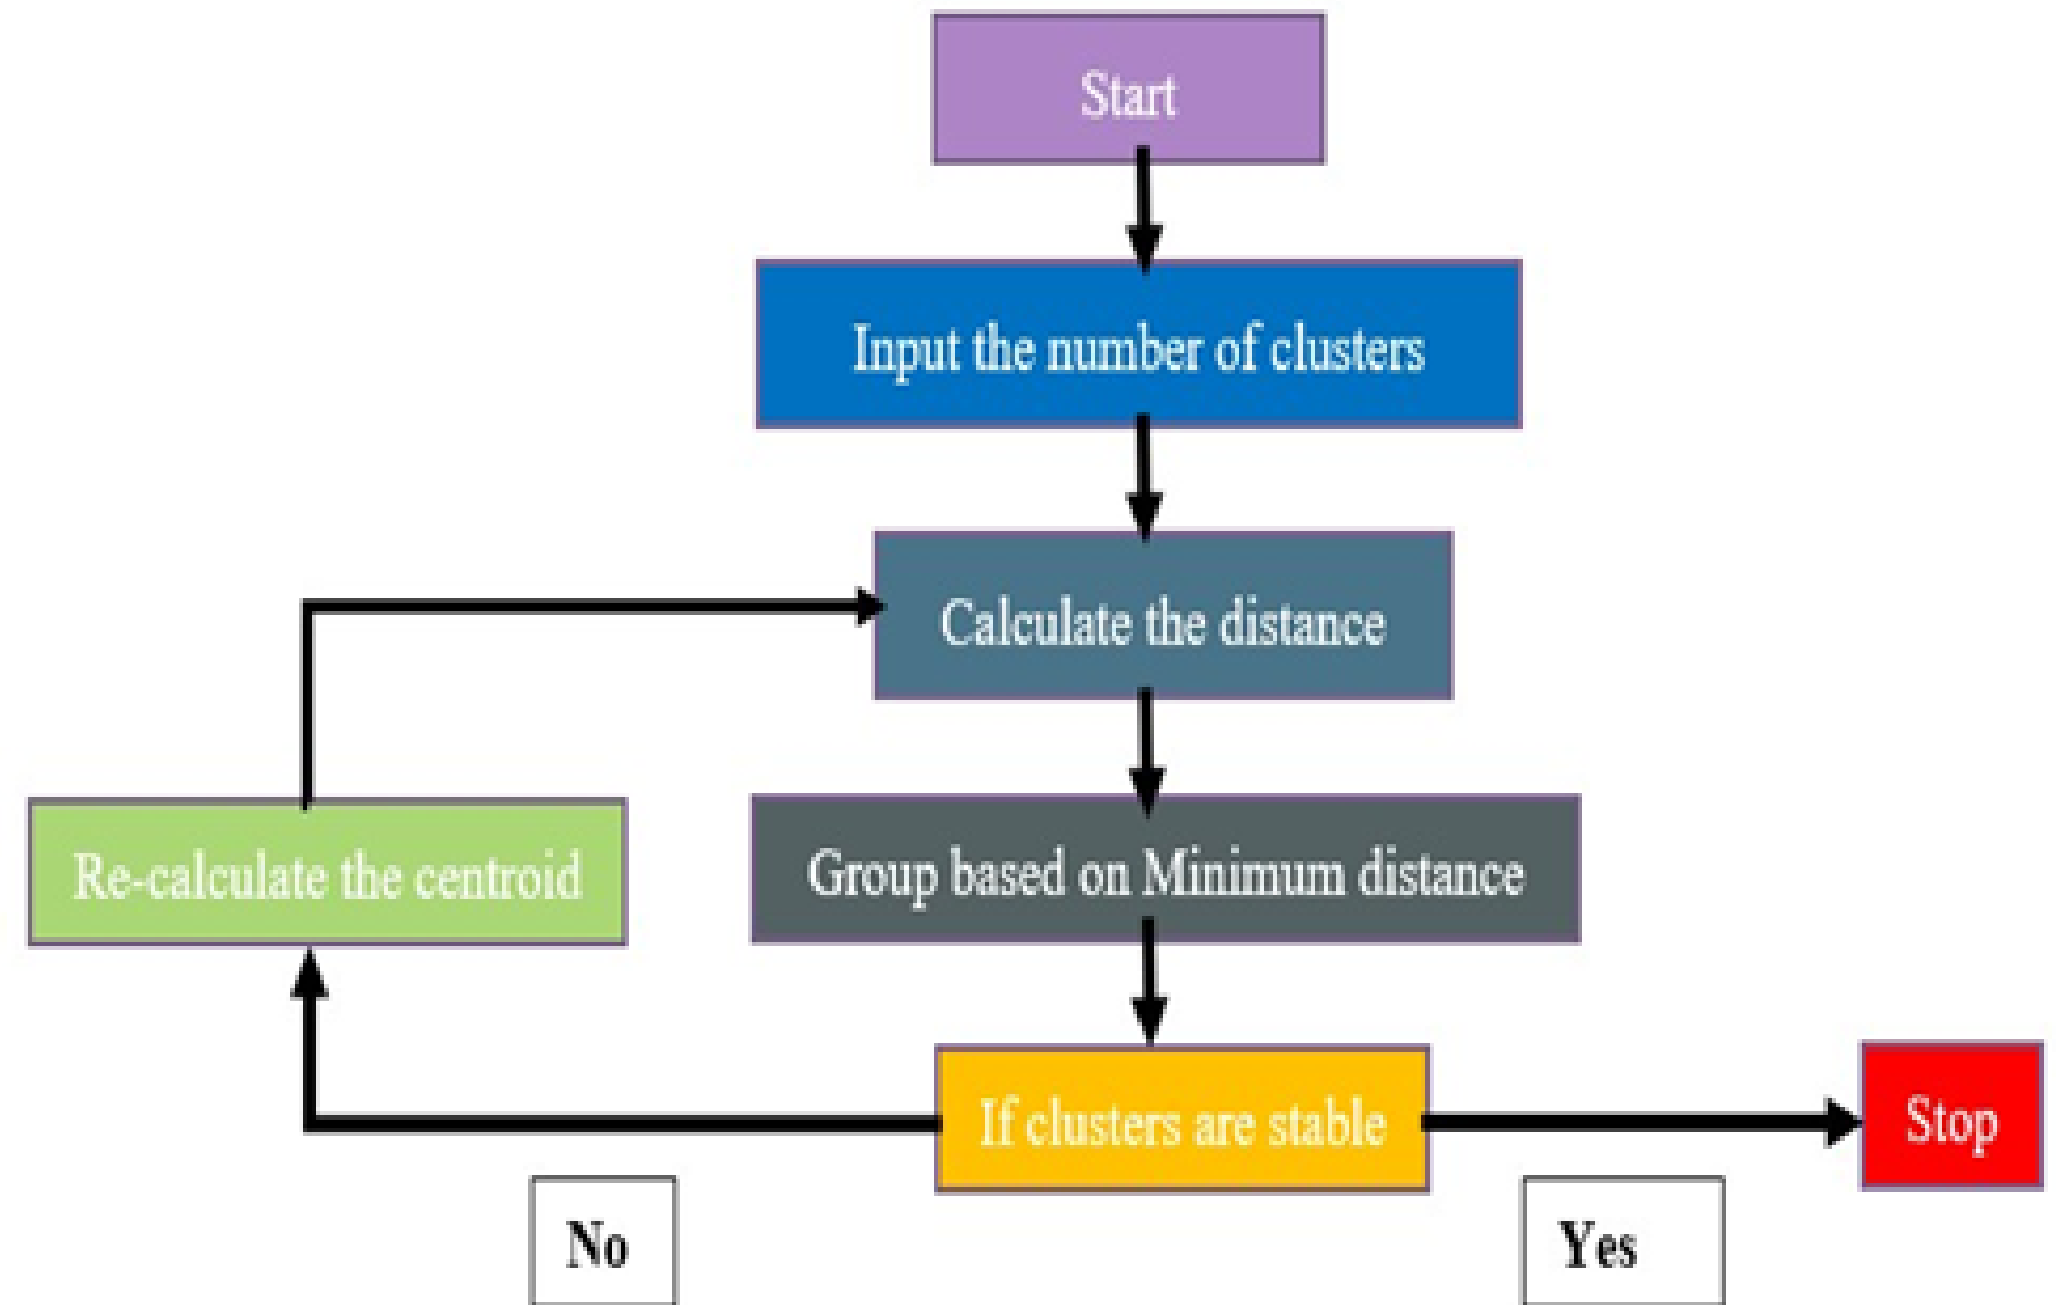 Start
Input the number of clusters
Calculate the distance
Re-calculate the centroid
Group based on Minimum distance
If clusters are stable
Stop
No
Yes